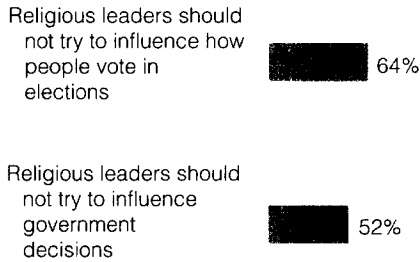 Religious leaders should
not try to influence how
people vote in
elections
64%
Religious leaders should
not try to influence
government
decisions
52%